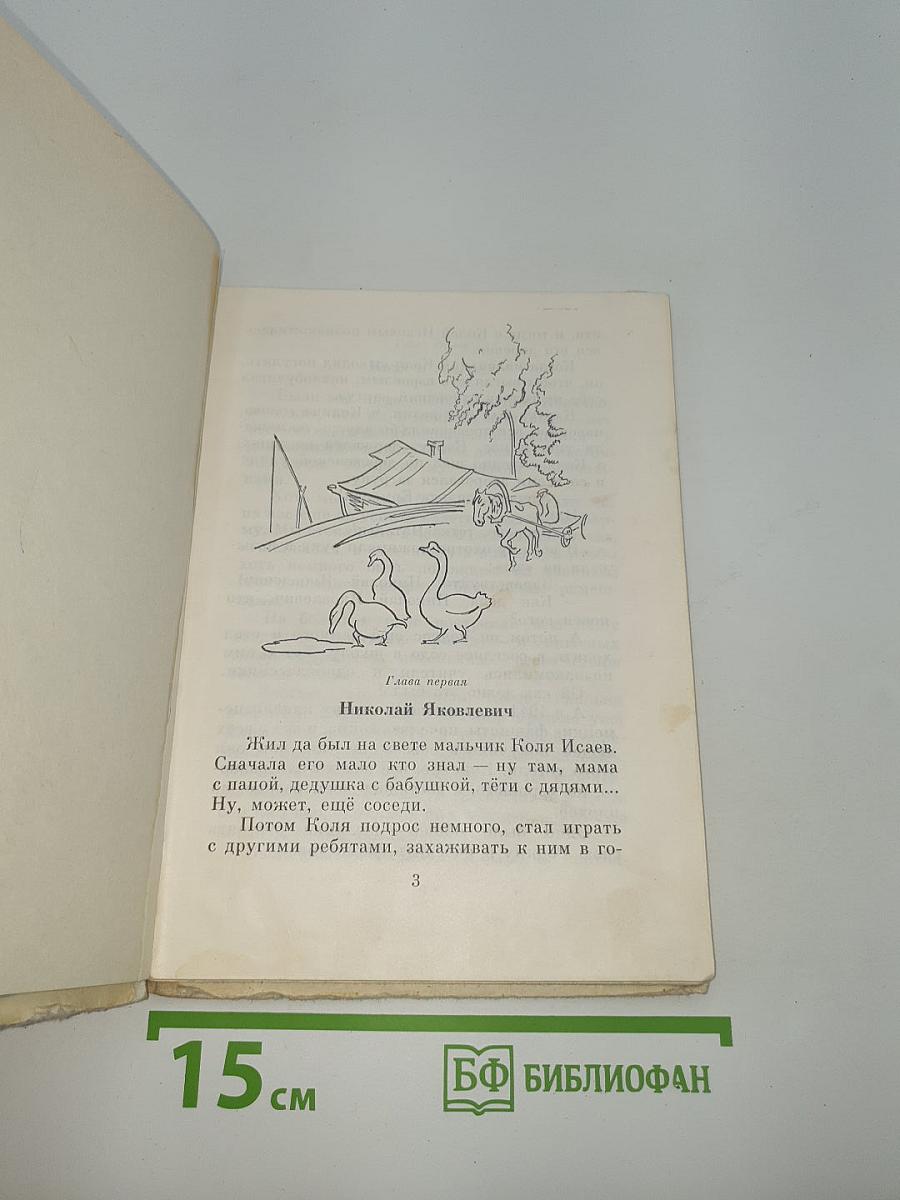 Глава первая
Николай Яковлевич
Жил да был на свете мальчик Коля Исаев.
Сначала его мало кто знал — ну там, мама
с папой, дедушка с бабушкой, тёти с дядями...
Ну, может, ещё соседи.
Потом Коля подрос немного, стал играть
с другими ребятами, захаживать к ним в го-
3
15 см
БФ БИБЛИОФАН